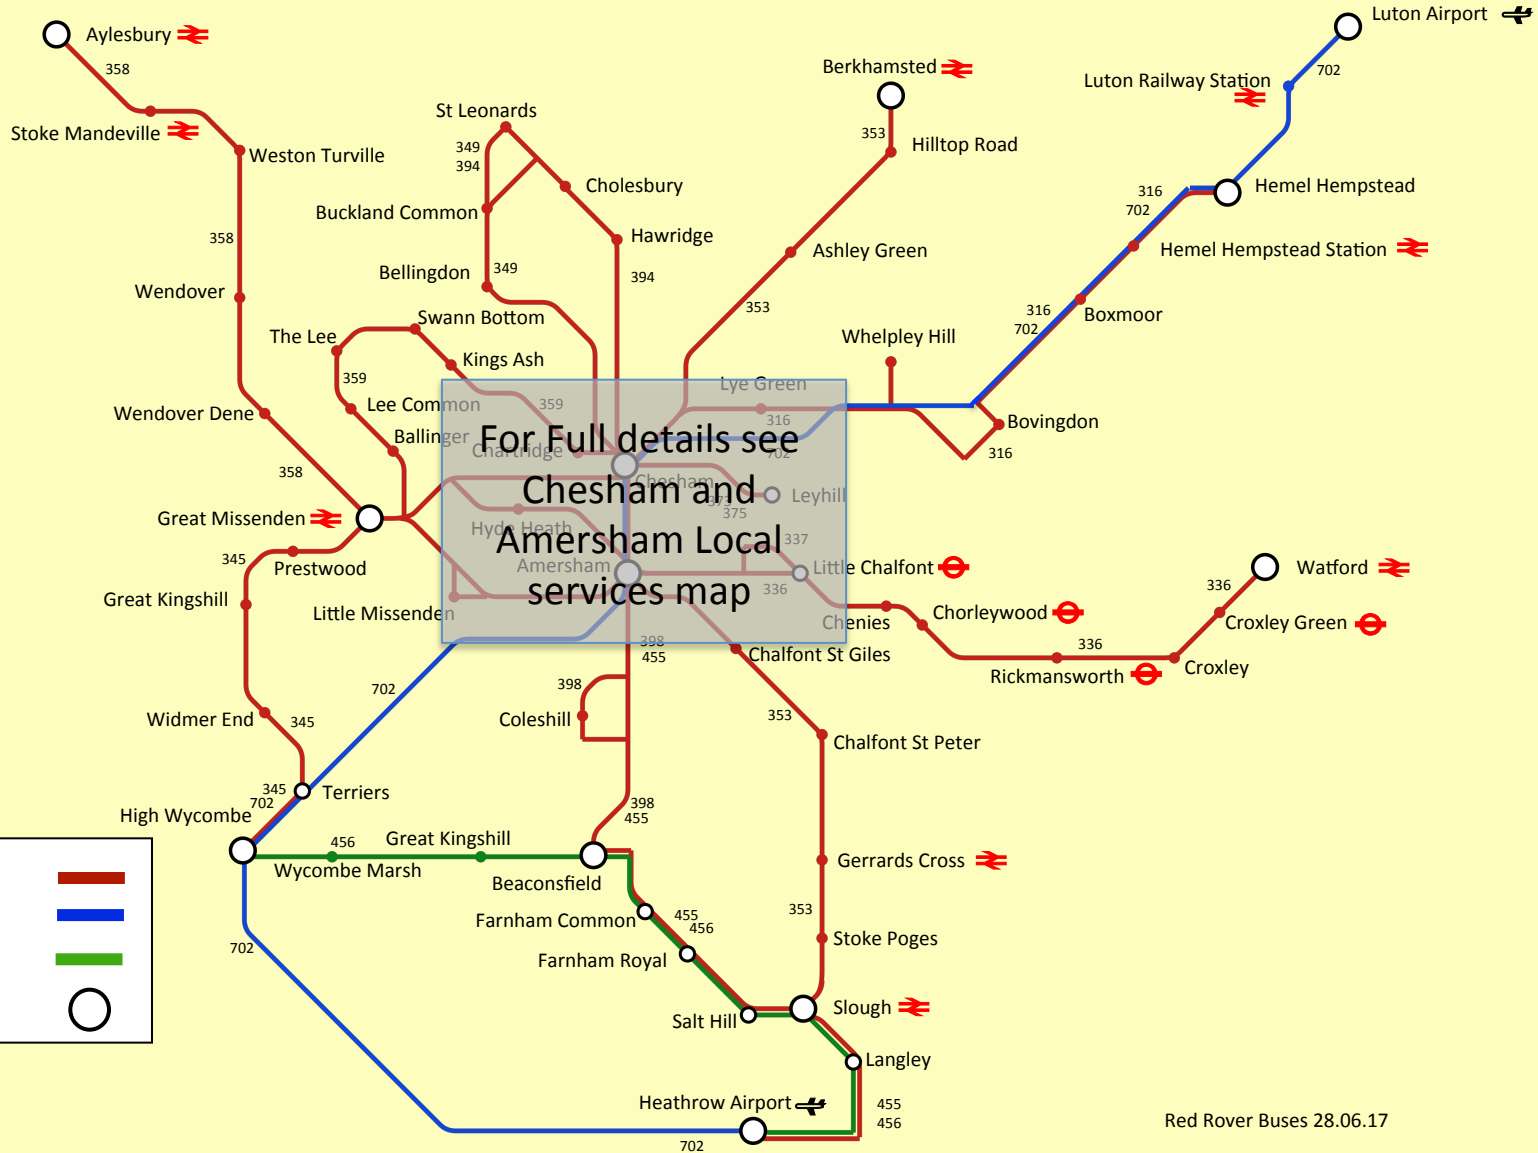 Luton Airport
Aylesbury
358
702
Berkhamsted
Luton Railway Station
St Leonards
Stoke Mandeville
353
Hilltop Road
349
394
Weston Turville
Cholesbury
Hemel Hempstead
316
702
Buckland Common
358
Hawridge
Ashley Green
Hemel Hempstead Station
Bellingdon
349
394
Wendover
353
316
702
Boxmoor
Swann Bottom
The Lee
Whelpley Hill
Kings Ash
359
Lye Green
Wendover Dene
Lee Common
359
316
Bovingdon
Ballinger
For Full details see
Chartridge
702
316
358
Chesham
Chesham and
Leyhill
373
375
Great Missenden
Hyde Heath
Amersham Local
337
345
Prestwood
Amersham
Little Chalfont
Watford
336
336
services map
Great Kingshill
Little Missenden
Chenies
Chorleywood
Croxley Green
398
455
336
Chalfont St Giles
Croxley
Rickmansworth
702
398
Widmer End
345
Coleshill
353
Chalfont St Peter
345
702
Terriers
High Wycombe
398
455
456
Great Kingshill
Wycombe Marsh
Gerrards Cross
Beaconsfield
Farnham Common
455
456
353
Stoke Poges
702
Farnham Royal
Salt Hill
Slough
Langley
Heathrow Airport
455
456
702
Red Rover Buses 28.06.17